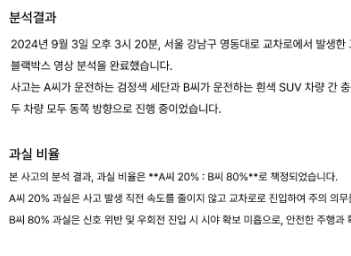 분석결과
2024년 9월 3일 오후 3시 20분, 서울 강남구 영동대로 교차로에서 발생한
블랙박스 영상 분석을 완료했습니다.
사고는 A씨가 운전하는 검정색 세단과 B씨가 운전하는 흰색 SUV 차량 간 충
두 차량 모두 동쪽 방향으로 진행 중이었습니다.
과실 비율
본 사고의 분석 결과, 과실 비율은 **A씨 20% : B씨 80%**로 책정되었습니다.
A씨 20% 과실은 사고 발생 직전 속도를 줄이지 않고 교차로로 진입하여 주의 의무
B씨 80% 과실은 신호 위반 및 우회전 진입 시 시야 확보 미흡으로, 안전한 주행과